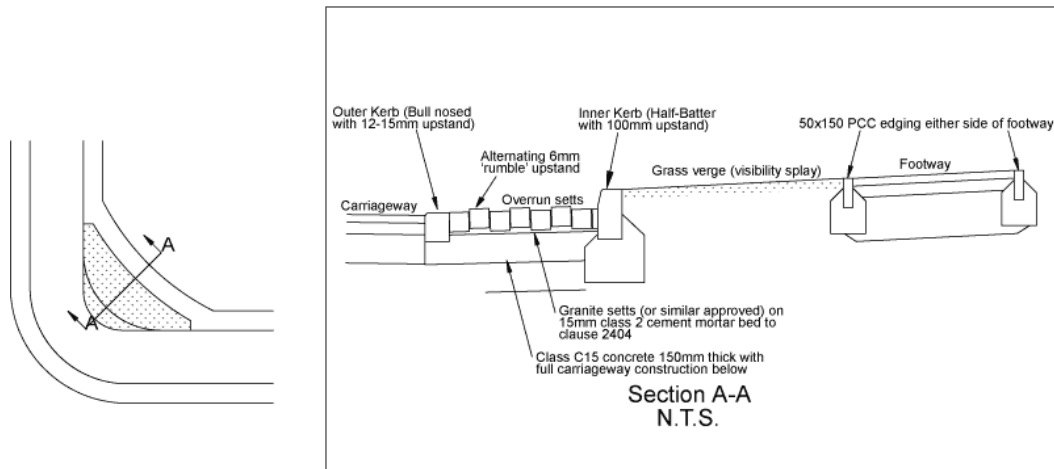 Outer Kerb (Bull nosed
with 12-15mm upstand)
Inner Kerb (Half-Batter
with 100mm upstand)
50x150 PCC edging either side of footway
Alternating 6mm
'rumble' upstand
Grass verge (visibility splay)
Footway
Carriageway
Overrun setts
A
A
Granite setts (or similar approved) on
15mm class 2 cement mortar bed to
clause 2404
Class C15 concrete 150mm thick with
full carriageway construction below
Section A-A
N.T.S.